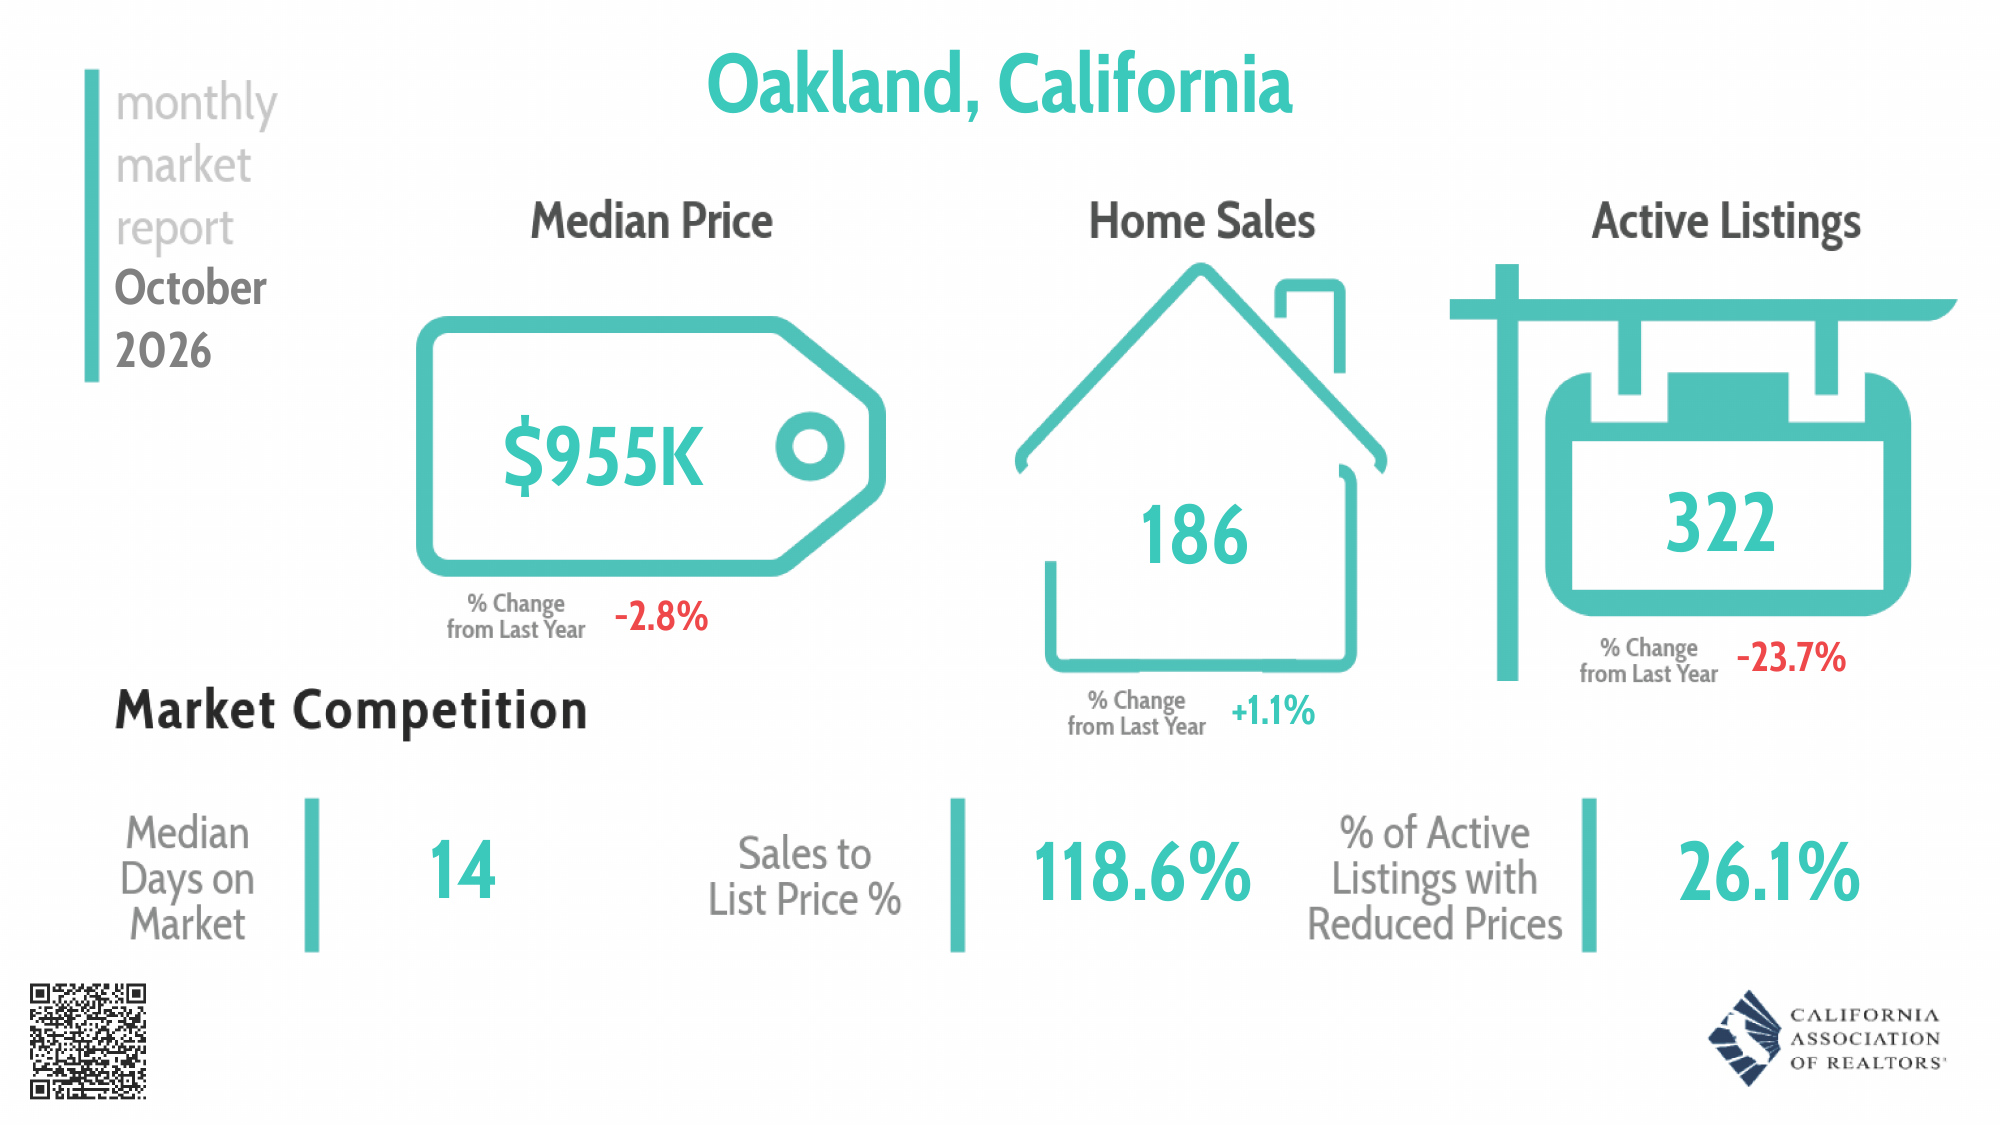 Oakland, California
monthly
market
report
October
2026
Median Price
$955K
% Change
from Last Year
-2.8%
Home Sales
186
% Change
from Last Year
+1.1%
Active Listings
322
% Change
from Last Year
-23.7%
Market Competition
Median
Days on
Market
14
Sales to
List Price %
118.6%
% of Active
Listings with
Reduced Prices
26.1%
CALIFORNIA
ASSOCIATION
OF REALTORS®